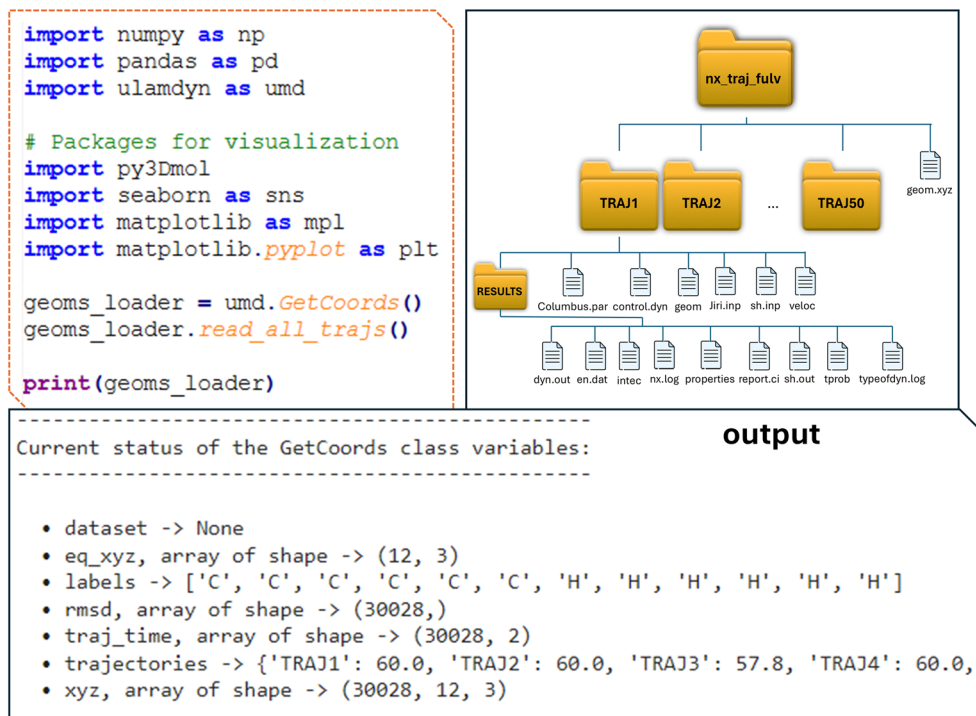 import numpy as np
import pandas as pd
import ulamdyn as umd
# Packages for visualization
import py3Dmol
import seaborn as sns
import matplotlib as mpl
import matplotlib.pyplot as plt
geoms_loader = umd.GetCoords()
geoms_loader.read_all_trajs()
print(geoms_loader)
nx_traj_fulv
geom.xyz
TRAJ1
TRAJ2
...
TRAJ50
RESULTS
Columbus.par
control.dyn
geom
Jiri.inp
sh.inp
veloc
dyn.out
en.dat
intec
nx.log
properties
report.ci
sh.out
tprob
typeofdyn.log
output
------------------------------------------------
Current status of the GetCoords class variables:
------------------------------------------------
• dataset -> None
• eq_xyz, array of shape -> (12, 3)
• labels -> ['C', 'C', 'C', 'C', 'C', 'C', 'H', 'H', 'H', 'H', 'H', 'H']
• rmsd, array of shape -> (30028,)
• traj_time, array of shape -> (30028, 2)
• trajectories -> {'TRAJ1': 60.0, 'TRAJ2': 60.0, 'TRAJ3': 57.8, 'TRAJ4': 60.0,
• xyz, array of shape -> (30028, 12, 3)